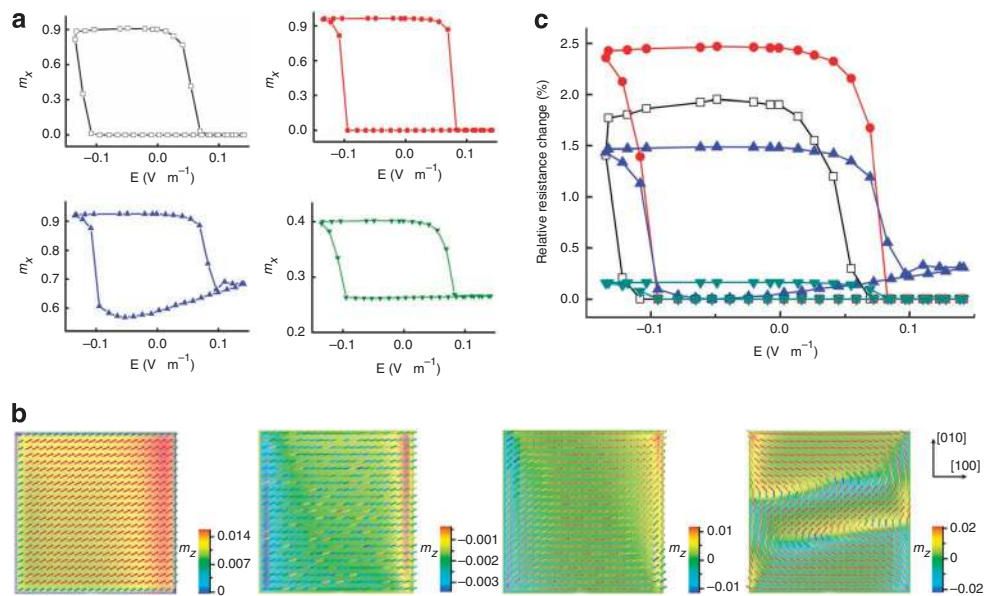 a
0.9
0.6
0.3
0.0
m_x
−0.1 0.0 0.1
E (V m⁻¹)
0.9
0.6
0.3
0.0
m_x
−0.1 0.0 0.1
E (V m⁻¹)
0.9
0.8
0.7
0.6
m_x
−0.1 0.0 0.1
E (V m⁻¹)
0.4
0.3
0.2
m_x
−0.1 0.0 0.1
E (V m⁻¹)
c
2.5
2.0
1.5
1.0
0.5
0.0
Relative resistance change (%)
−0.1 0.0 0.1
E (V m⁻¹)
b
0.014
0.007
0
m_z
−0.001
−0.002
−0.003
m_z
0.01
0
−0.01
m_z
0.02
0
−0.02
[010]
[100]